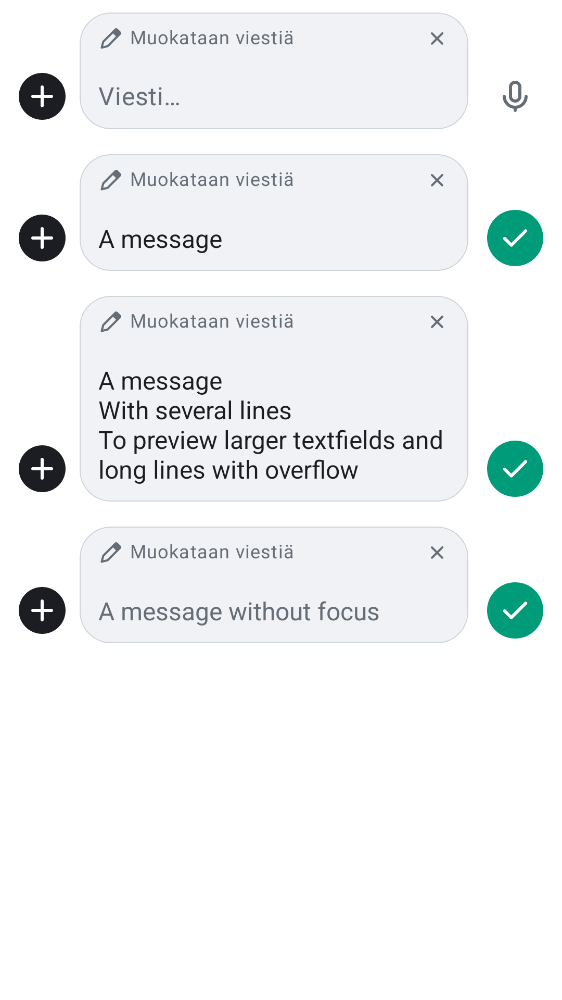 Muokataan viestiä
Viesti…
Muokataan viestiä
A message
Muokataan viestiä
A message
With several lines
To preview larger textfields and
long lines with overflow
Muokataan viestiä
A message without focus